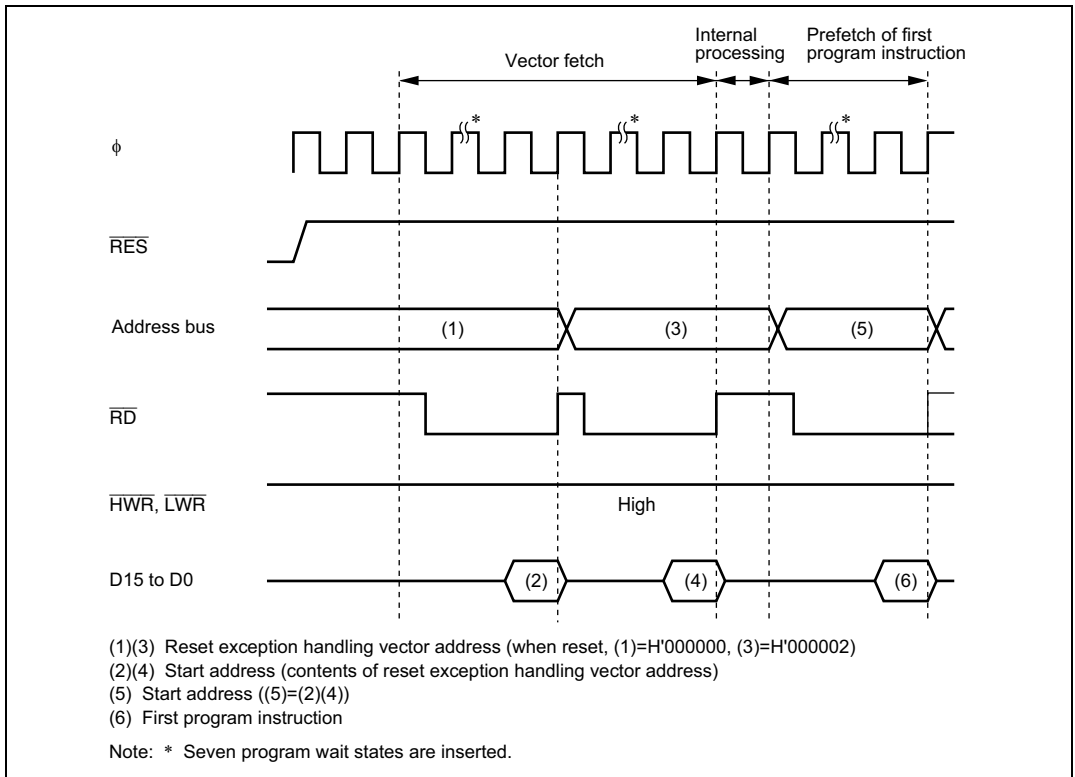 Vector fetch
Internal
processing
Prefetch of first
program instruction
ϕ
*
*
*
RES
Address bus
(1)
(3)
(5)
RD
HWR, LWR
High
D15 to D0
(2)
(4)
(6)
(1)(3) Reset exception handling vector address (when reset, (1)=H'000000, (3)=H'000002)
(2)(4) Start address (contents of reset exception handling vector address)
(5) Start address ((5)=(2)(4))
(6) First program instruction
Note: * Seven program wait states are inserted.